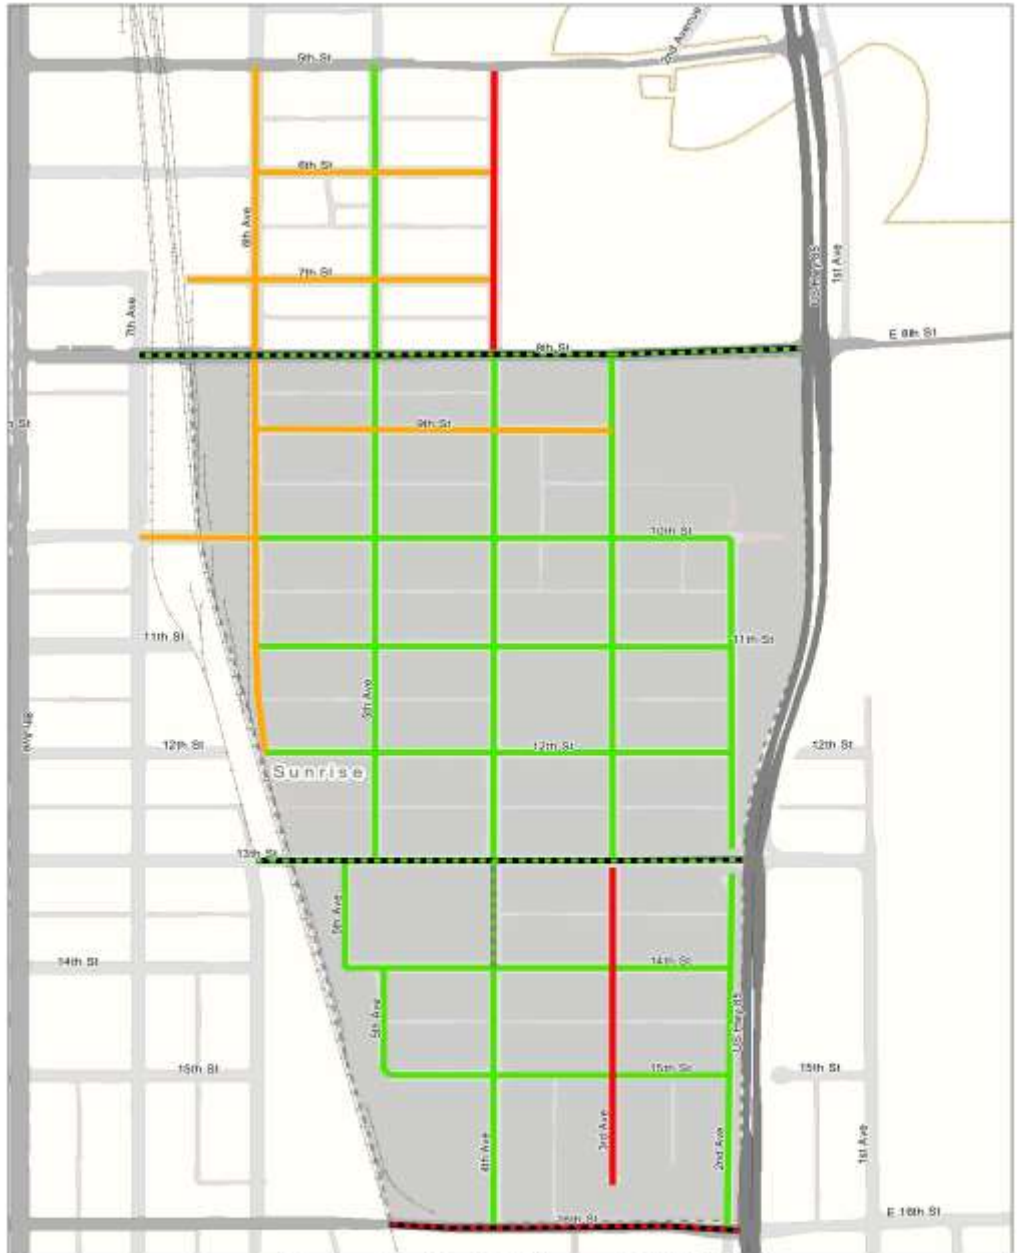 5th St
2nd Avenue
6th St
6th Ave
7th St
US Hwy 85
1st Ave
7th Ave
8th St
E 8th St
9th St
10th St
11th St
11th St
5th Ave
8th Ave
12th St
12th St
12th St
Sunrise
13th St
5th Ave
14th St
14th St
5th Ave
US Hwy 85
15th St
15th St
15th St
4th Ave
3rd Ave
2nd Ave
1st Ave
16th St
E 16th St